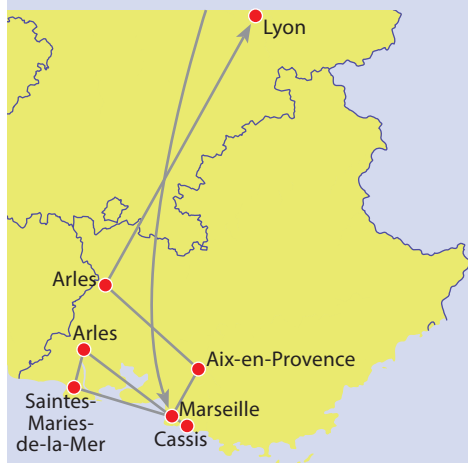 Lyon
Arles
Arles
Aix-en-Provence
Saintes-
Maries-
de-la-Mer
Marseille
Cassis